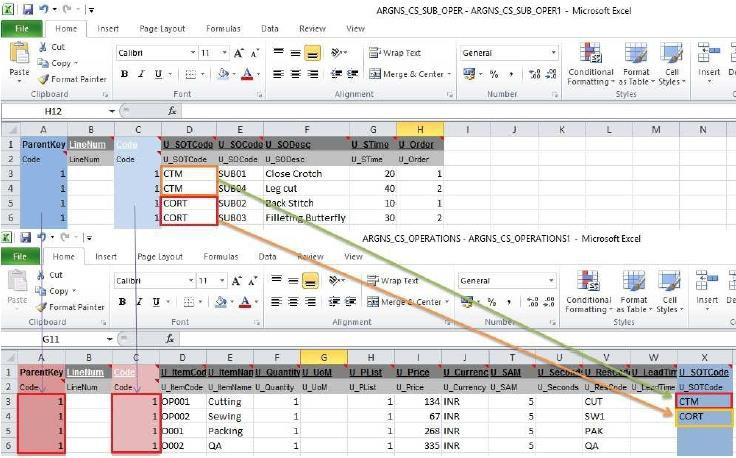 ARGNS_CS_SUB_OPER - ARGNS_CS_SUB_OPER1 - Microsoft Excel
File Home Insert Page Layout Formulas Data Review View
Cut Calibri 11 Wrap Text General
Copy Conditional Format Cell Insert
Paste Format Painter B I U Merge & Center Formatting as Table Styles
Clipboard Font Alignment Number Styles
H12 fx
A B C D E F G H I J K L M N
1 ParentKey LineNum Code U_SOTCode U_SOCode U_SODesc U_STime U_Order
2 Code LineNum Code U_SOTCode U_SOCode U_SODesc U_STime U_Order
3 1 1 CTM SUB01 Close Crotch 20 1
4 1 1 CTM SUB04 Leg cut 40 2
5 1 1 CORT SUB02 Back Stitch 10 1
6 1 1 CORT SUB03 Filleting Butterfly 30 2
ARGNS_CS_OPERATIONS - ARGNS_CS_OPERATIONS1 - Microsoft Excel
File Home Insert Page Layout Formulas Data Review View
Cut Calibri 11 Wrap Text General
Copy Conditional Format Cell Insert
Paste Format Painter B I U Merge & Center Formatting as Table Styles
Clipboard Font Alignment Number Styles
G11 fx
A B C D E F G H I J S T U V W X
1 ParentKey LineNum Code U_ItemCod U_ItemNam U_Quantity U_UoM U_PList U_Price U_Currenc U_SAM U_Second U_ResCod U_LeadTim U_SOTCode
2 Code LineNum Code U_ItemCode U_ItemName U_Quantity U_UoM U_PList U_Price U_Currency U_SAM U_Seconds U_ResCode U_LeadTime U_SOTCode
3 1 1 OP001 Cutting 1 1 134 INR 5 CUT CTM
4 1 1 OP002 Sewing 1 1 67 INR 5 SW1 CORT
5 1 1 O001 Packing 1 1 268 INR 5 PAK
6 1 1 O002 QA 1 1 335 INR 5 QA